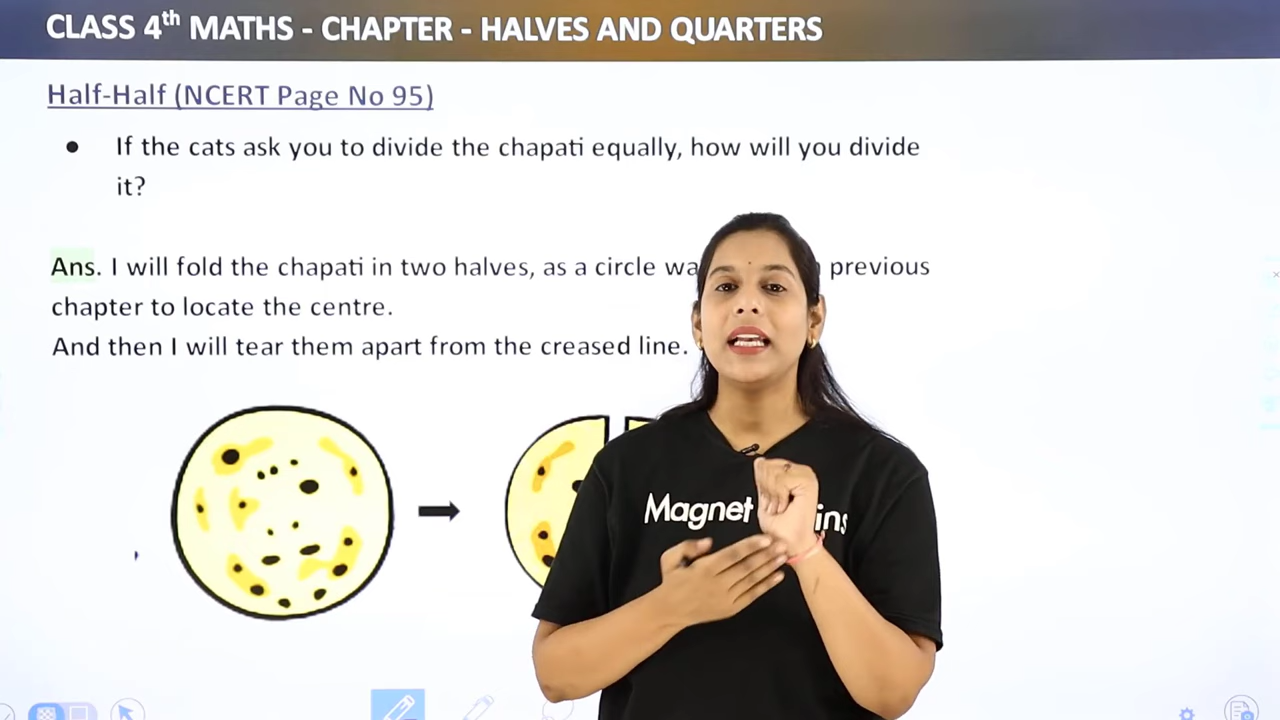 CLASS 4th MATHS - CHAPTER - HALVES AND QUARTERS
Half-Half (NCERT Page No 95)
● If the cats ask you to divide the chapati equally, how will you divide
it?
Ans. I will fold the chapati in two halves, as a circle previous
chapter to locate the centre.
And then I will tear them apart from the creased line.
Magnet ins